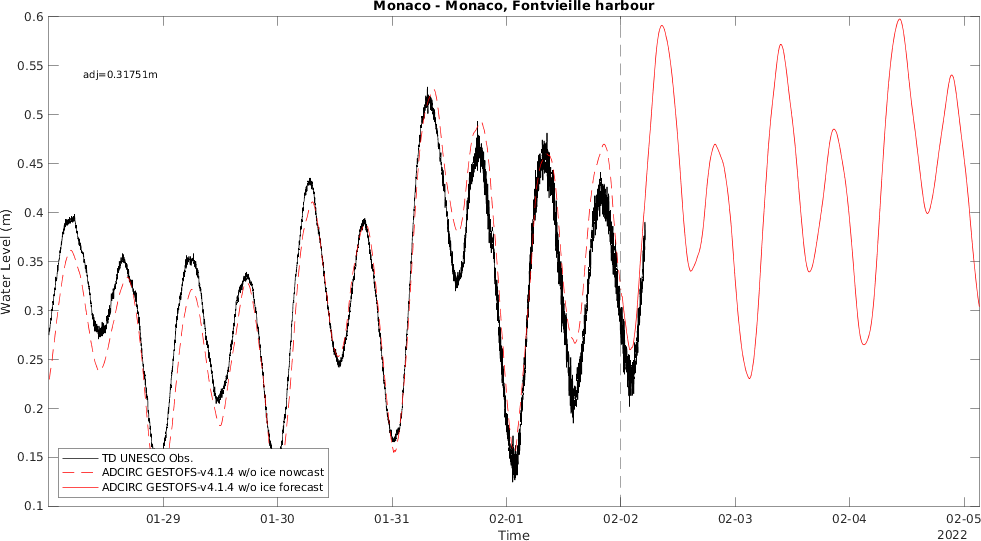 Monaco - Monaco, Fontvieille harbour
0.6
0.55
adj=0.31751m
0.5
0.45
0.4
0.35
Water Level (m)
0.3
0.25
0.2
0.15
TD UNESCO Obs.
ADCIRC GESTOFS-v4.1.4 w/o ice nowcast
ADCIRC GESTOFS-v4.1.4 w/o ice forecast
0.1
01-29 01-30 01-31 02-01 02-02 02-03 02-04 02-05
Time
2022